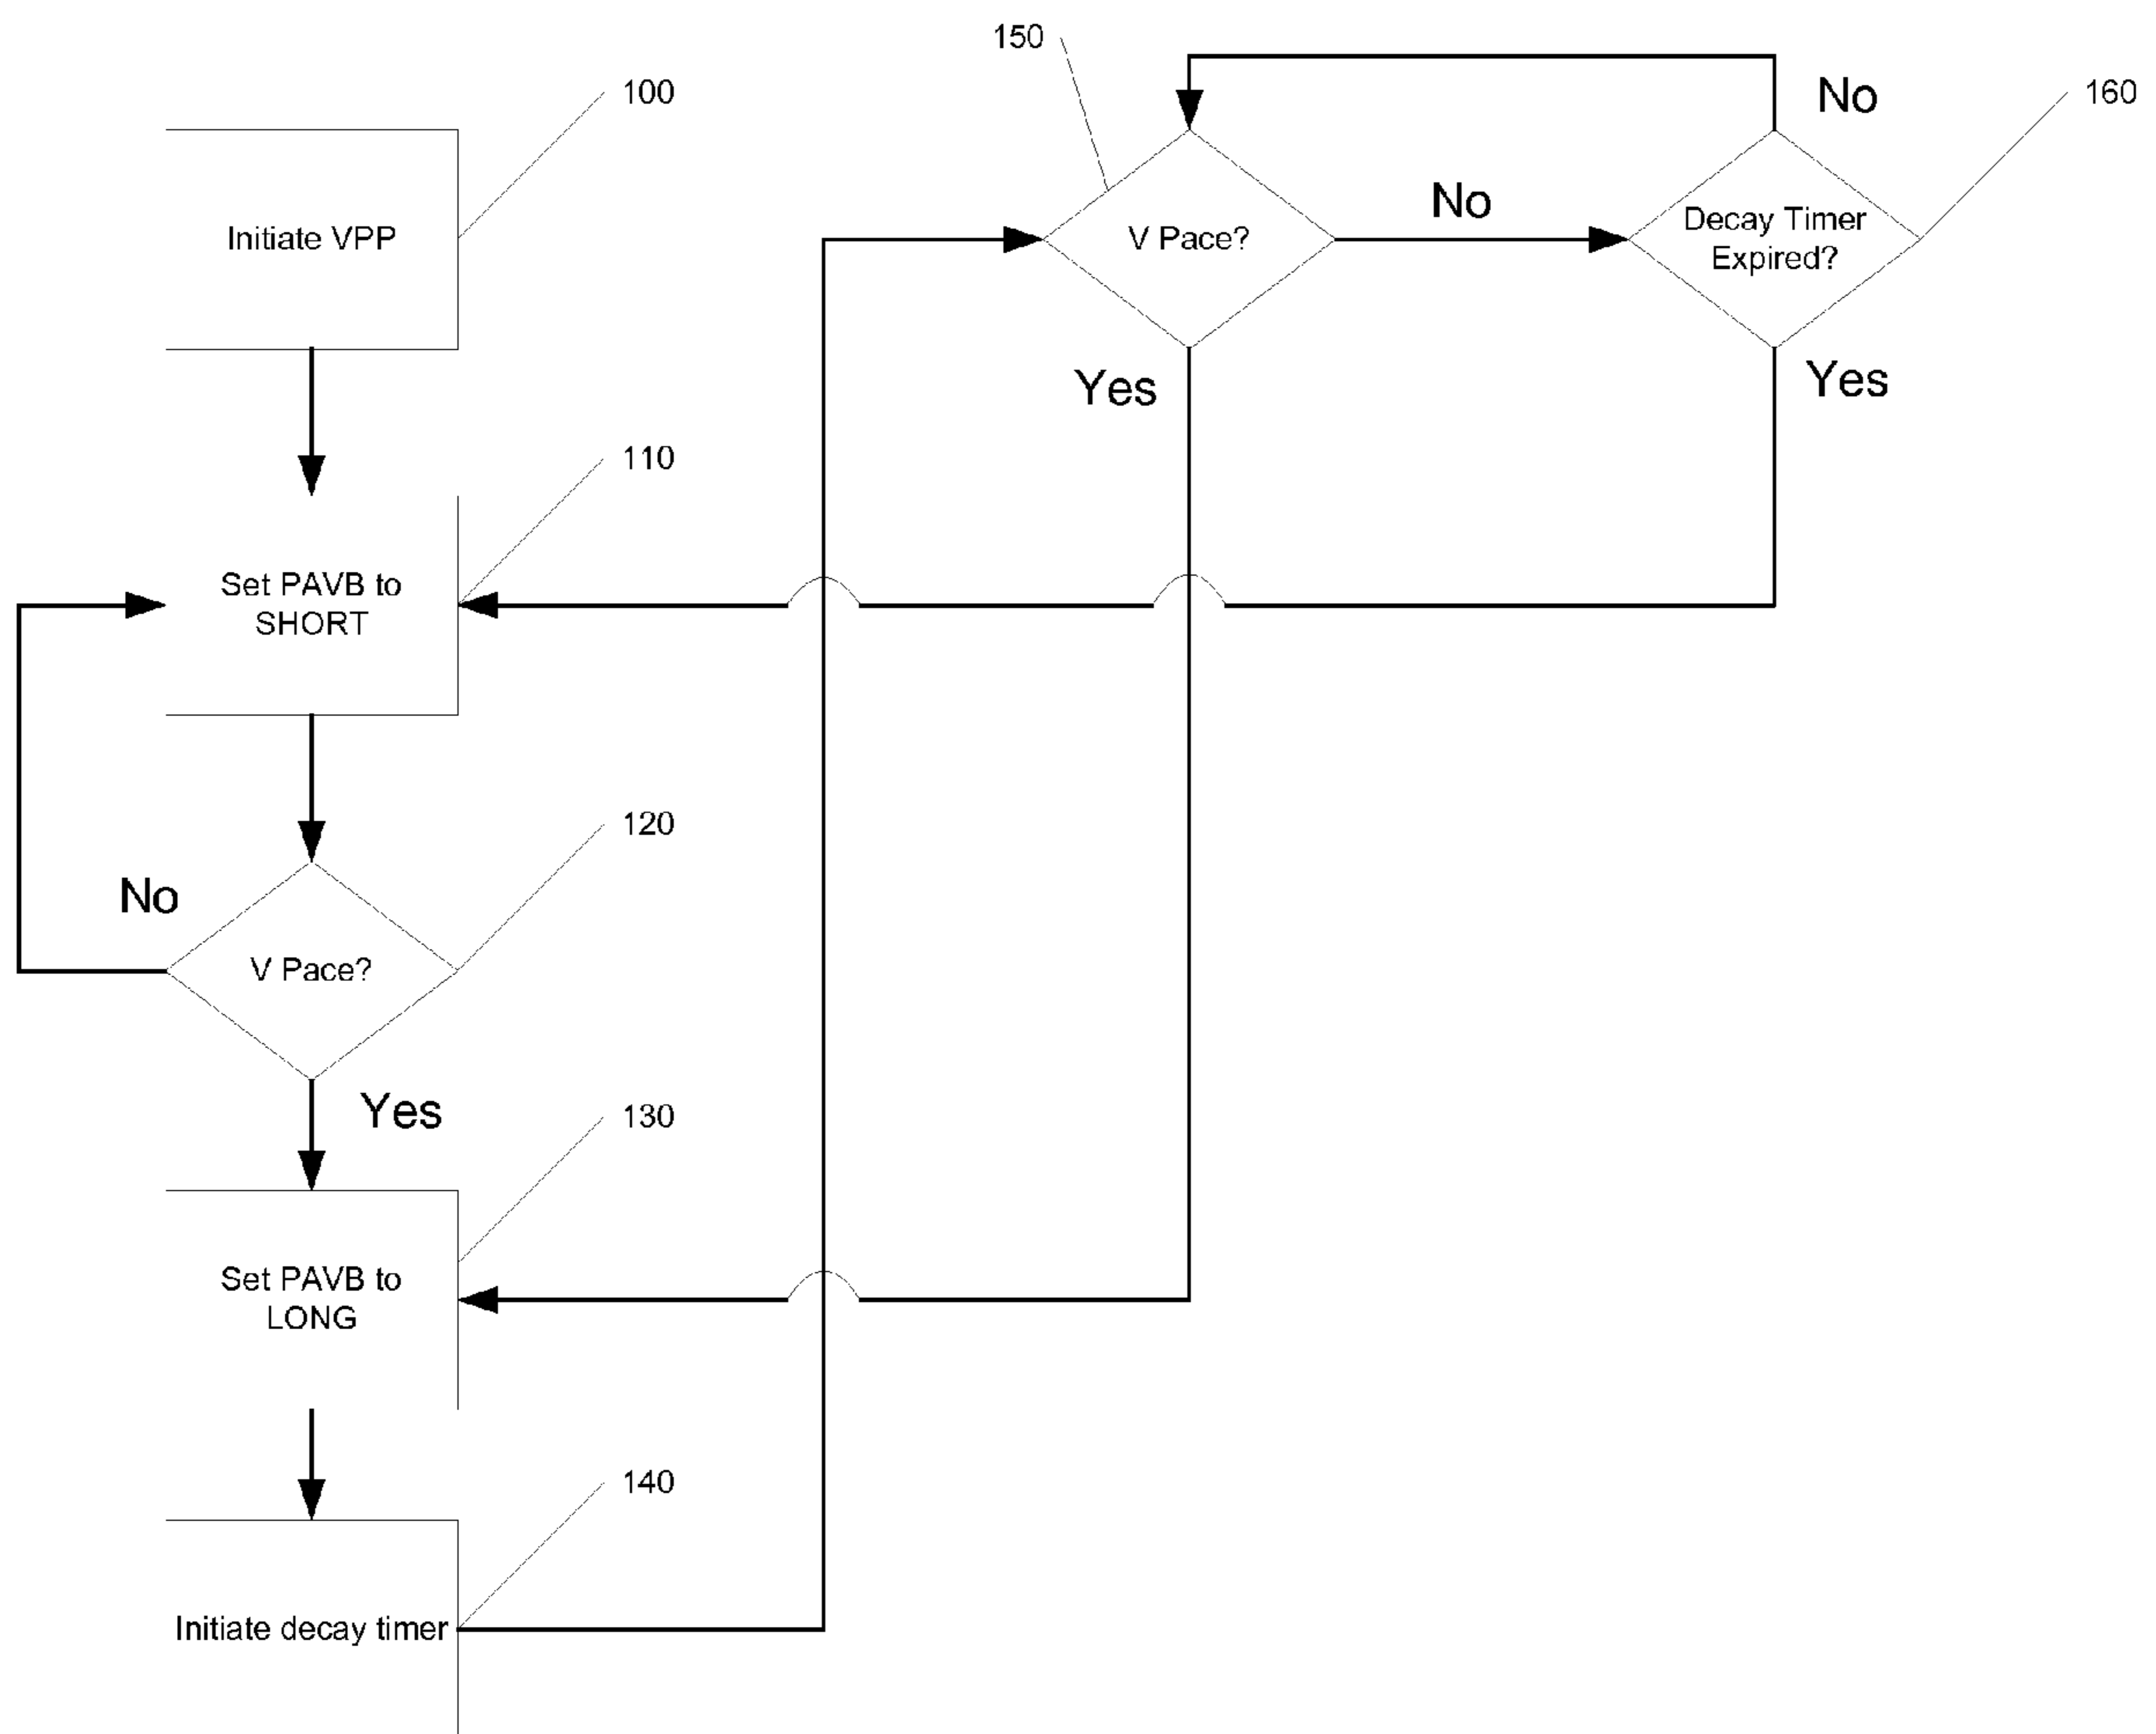 150
100
No
160
Initiate VPP
V Pace?
No
Decay Timer
Expired?
Yes
Yes
110
Set PAVB to
SHORT
120
No
V Pace?
Yes
130
Set PAVB to
LONG
140
Initiate decay timer